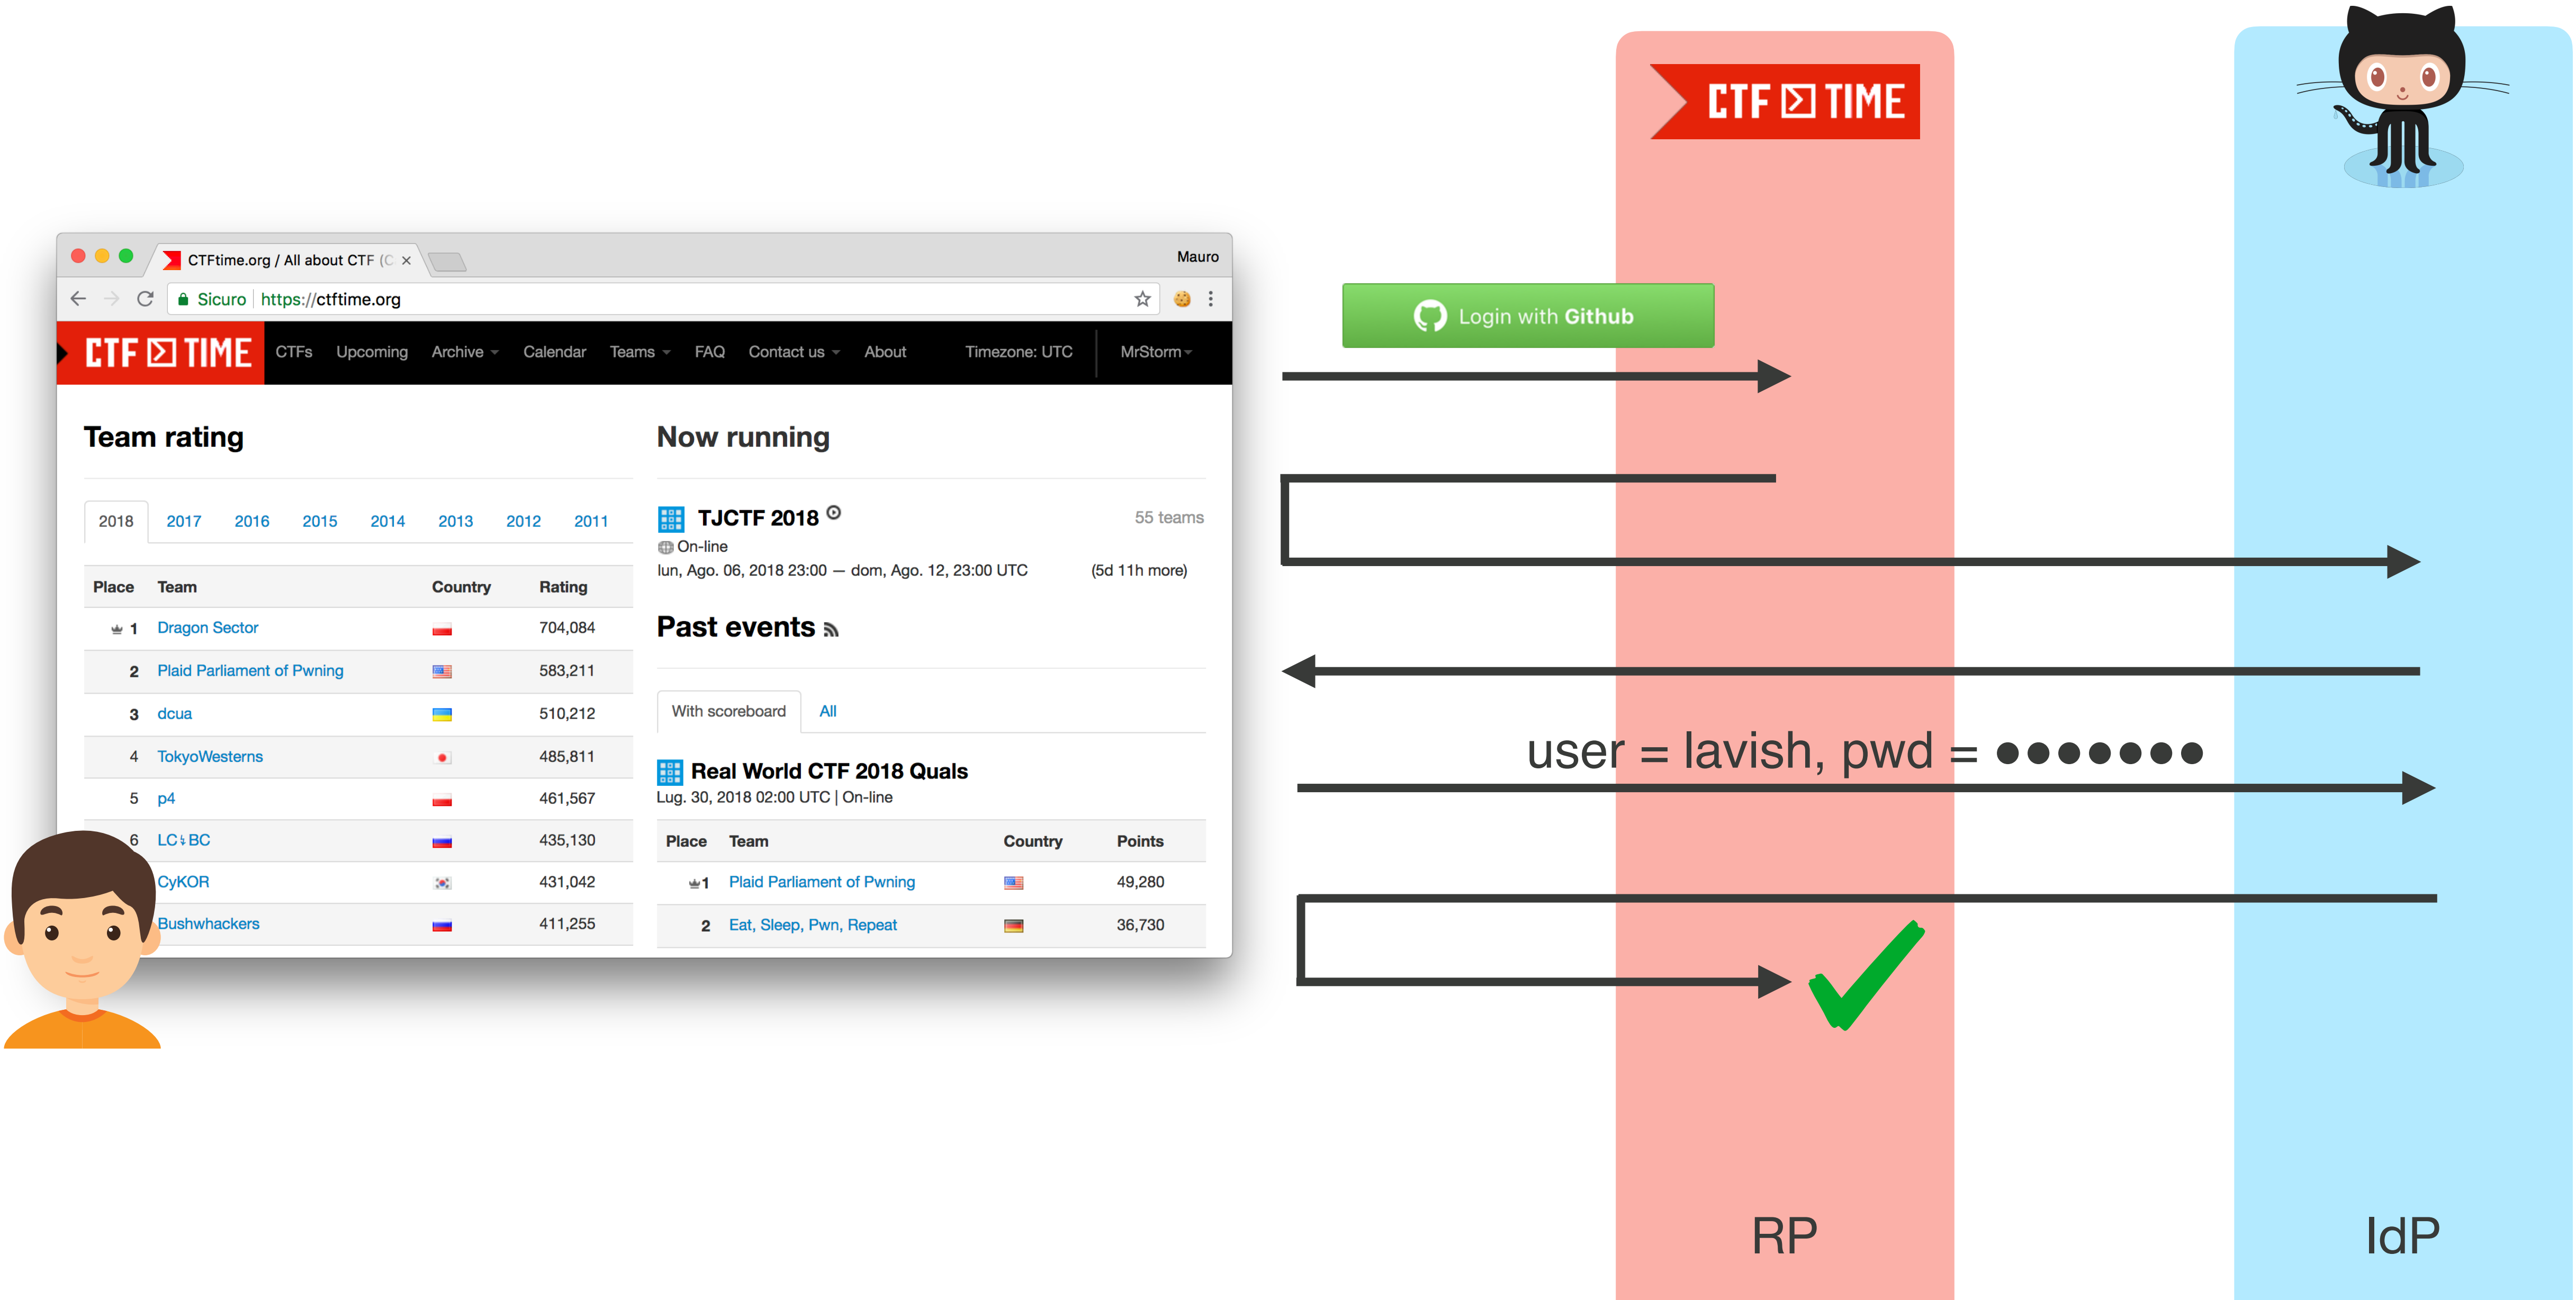 CTF TIME
Mauro
CTFtime.org / All about CTF (C
Sicuro https://ctftime.org
CTF TIME CTFs Upcoming Archive Calendar Teams FAQ Contact us About Timezone: UTC MrStorm
Team rating
2018 2017 2016 2015 2014 2013 2012 2011
Place Team Country Rating
1 Dragon Sector 704,084
2 Plaid Parliament of Pwning 583,211
3 dcua 510,212
4 TokyoWesterns 485,811
5 p4 461,567
6 LC↯BC 435,130
CyKOR 431,042
Bushwhackers 411,255
Now running
TJCTF 2018 55 teams
On-line
lun, Ago. 06, 2018 23:00 — dom, Ago. 12, 23:00 UTC (5d 11h more)
Past events
With scoreboard All
Real World CTF 2018 Quals
Lug. 30, 2018 02:00 UTC | On-line
Place Team Country Points
1 Plaid Parliament of Pwning 49,280
2 Eat, Sleep, Pwn, Repeat 36,730
Login with Github
user = lavish, pwd = ●●●●●●●
RP
IdP